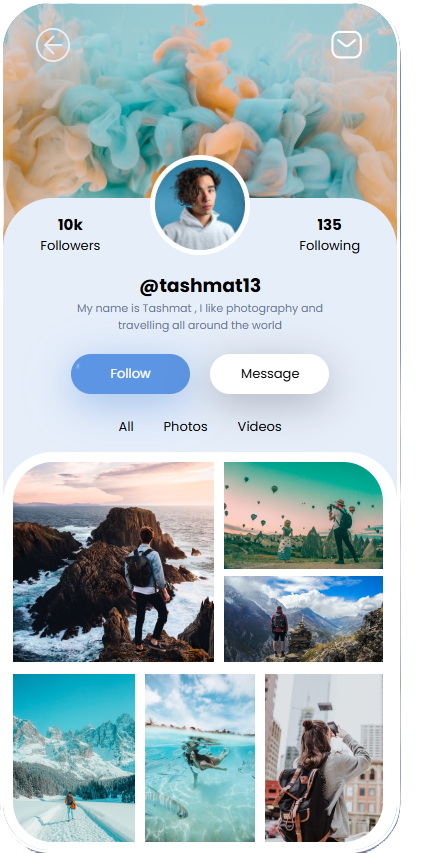 10k
135
Followers
Following
@tashmat13
My name is Tashmat , I like photography and
travelling all around the world
Follow
Message
All Photos Videos